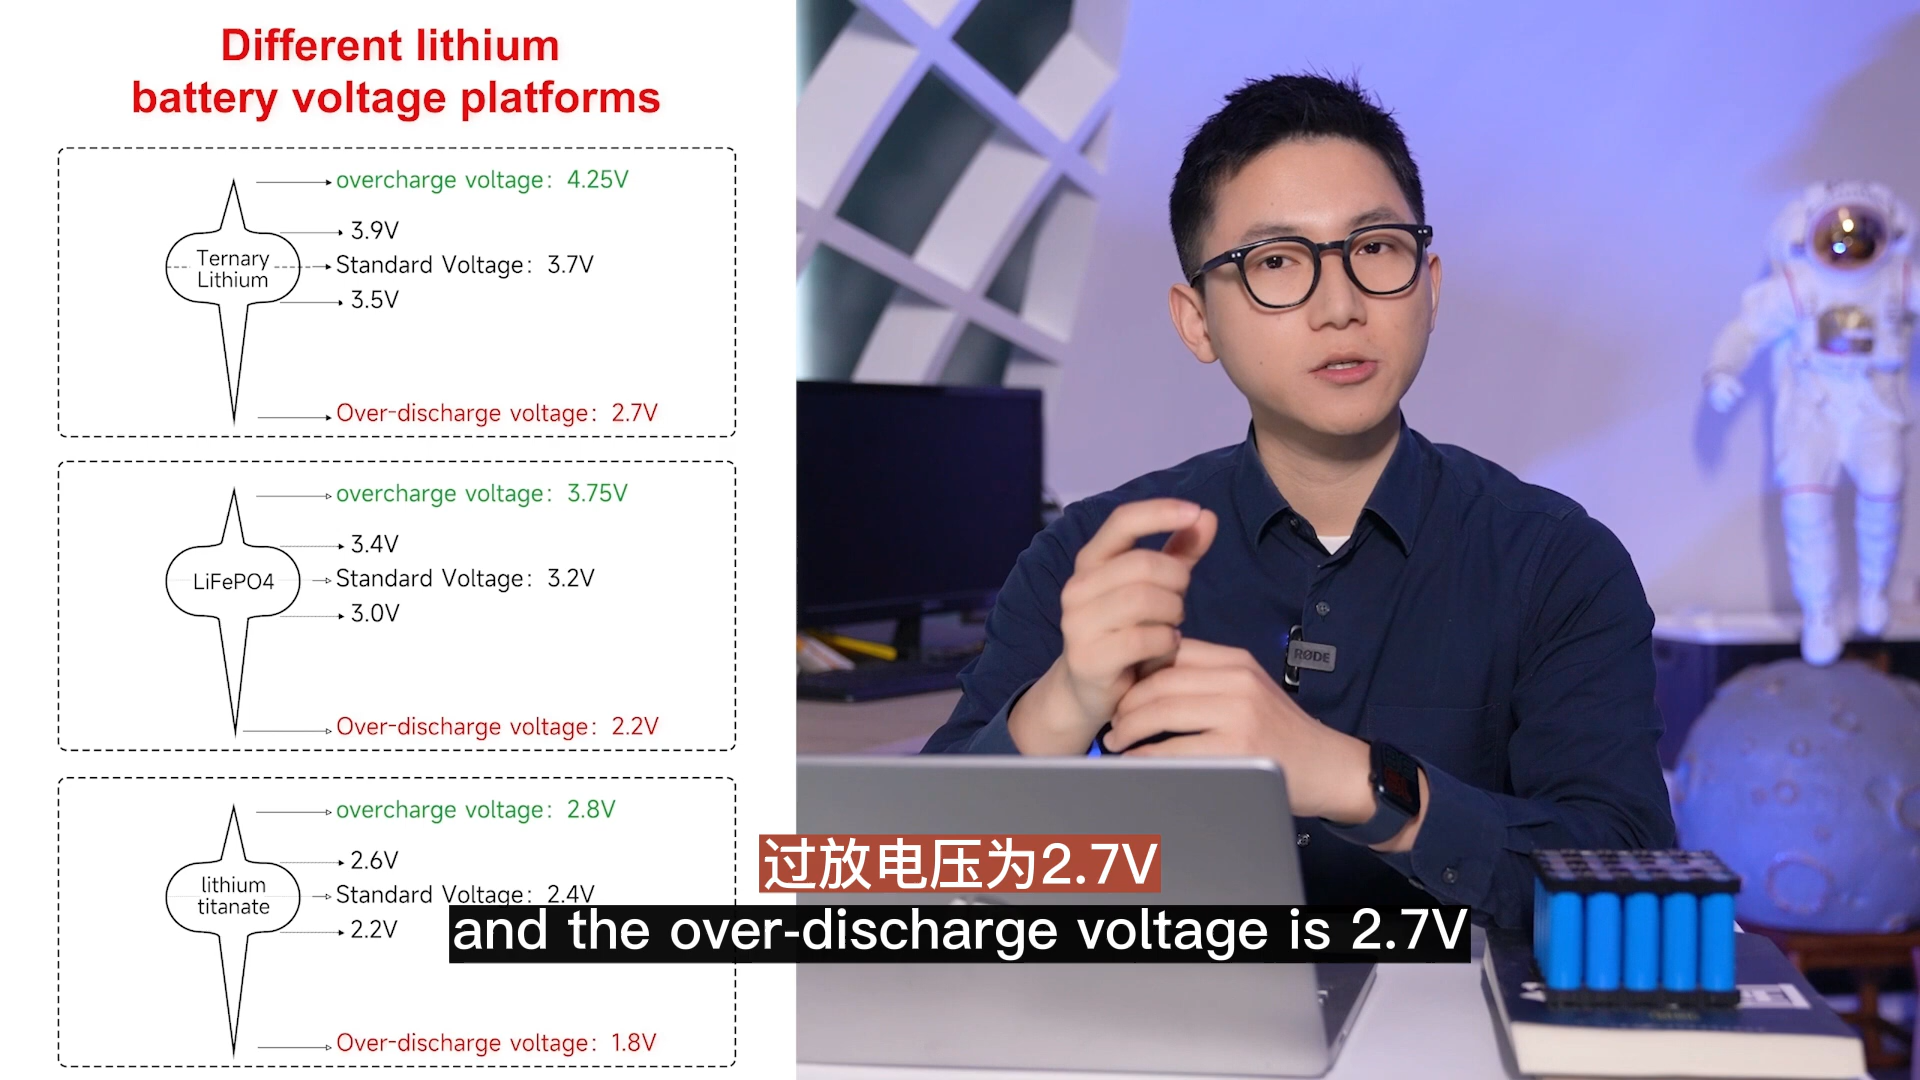 Different lithium
battery voltage platforms
overcharge voltage: 4.25V
3.9V
Ternary
Lithium
Standard Voltage: 3.7V
3.5V
Over-discharge voltage: 2.7V
overcharge voltage: 3.75V
3.4V
LiFePO4
Standard Voltage: 3.2V
3.0V
Over-discharge voltage: 2.2V
overcharge voltage: 2.8V
2.6V
lithium
titanate
Standard Voltage: 2.4V
2.2V
Over-discharge voltage: 1.8V
RØDE
过放电压为2.7V
and the over-discharge voltage is 2.7V